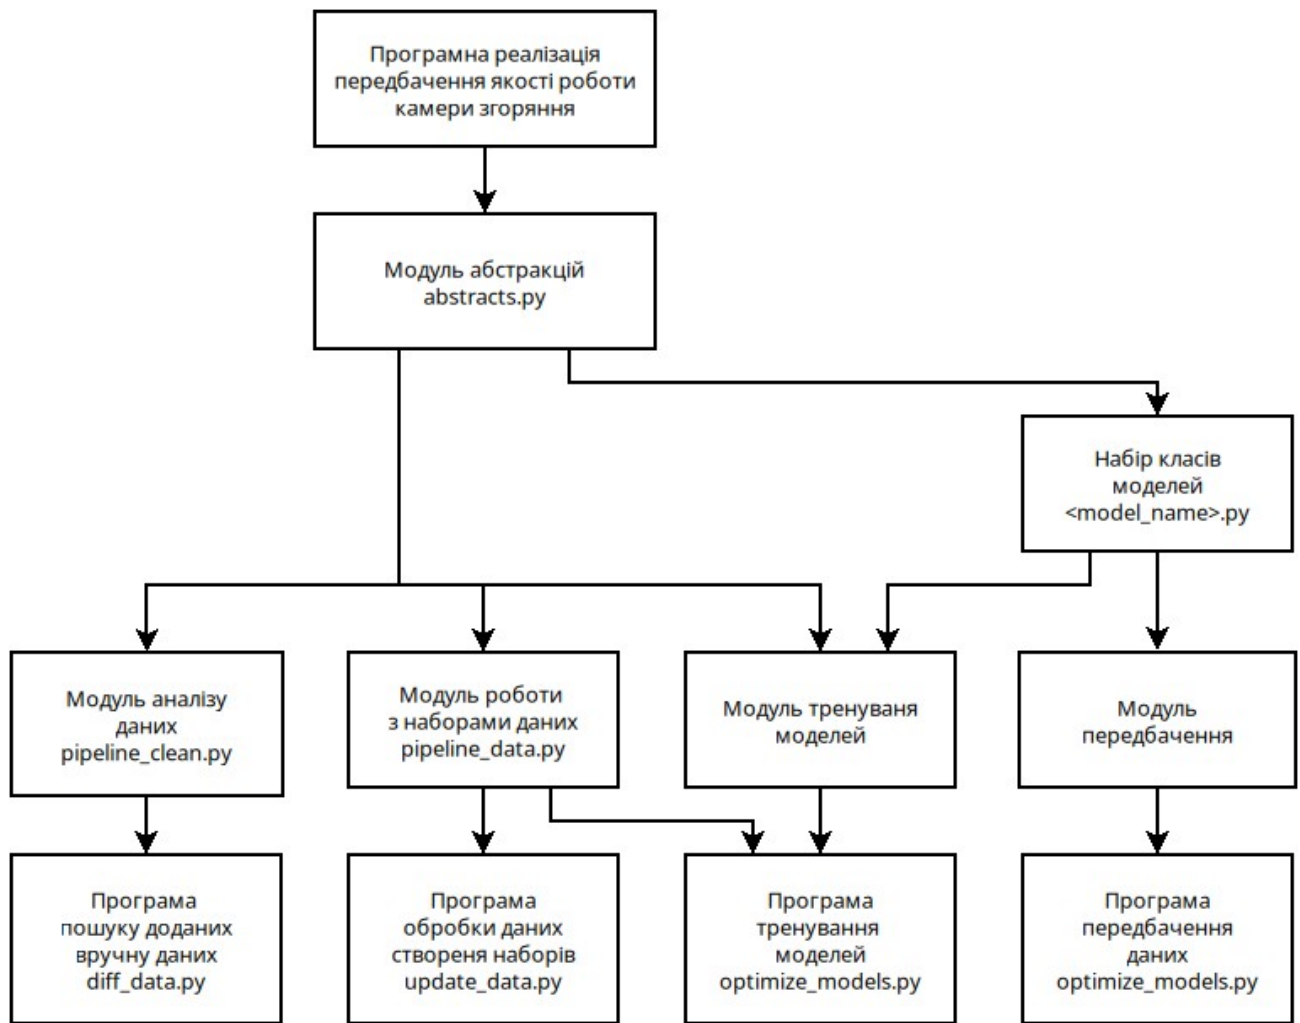 Програмна реалізація
передбачення якості роботи
камери згоряння
Модуль абстракцій
abstracts.py
Набір класів
моделей
<model_name>.py
Модуль аналізу
даних
pipeline_clean.py
Модуль роботи
з наборами даних
pipeline_data.py
Модуль тренуваня
моделей
Модуль
передбачення
Програма
пошуку доданих
вручну даних
diff_data.py
Програма
обробки даних
створеня наборів
update_data.py
Програма
тренування
моделей
optimize_models.py
Програма
передбачення
даних
optimize_models.py